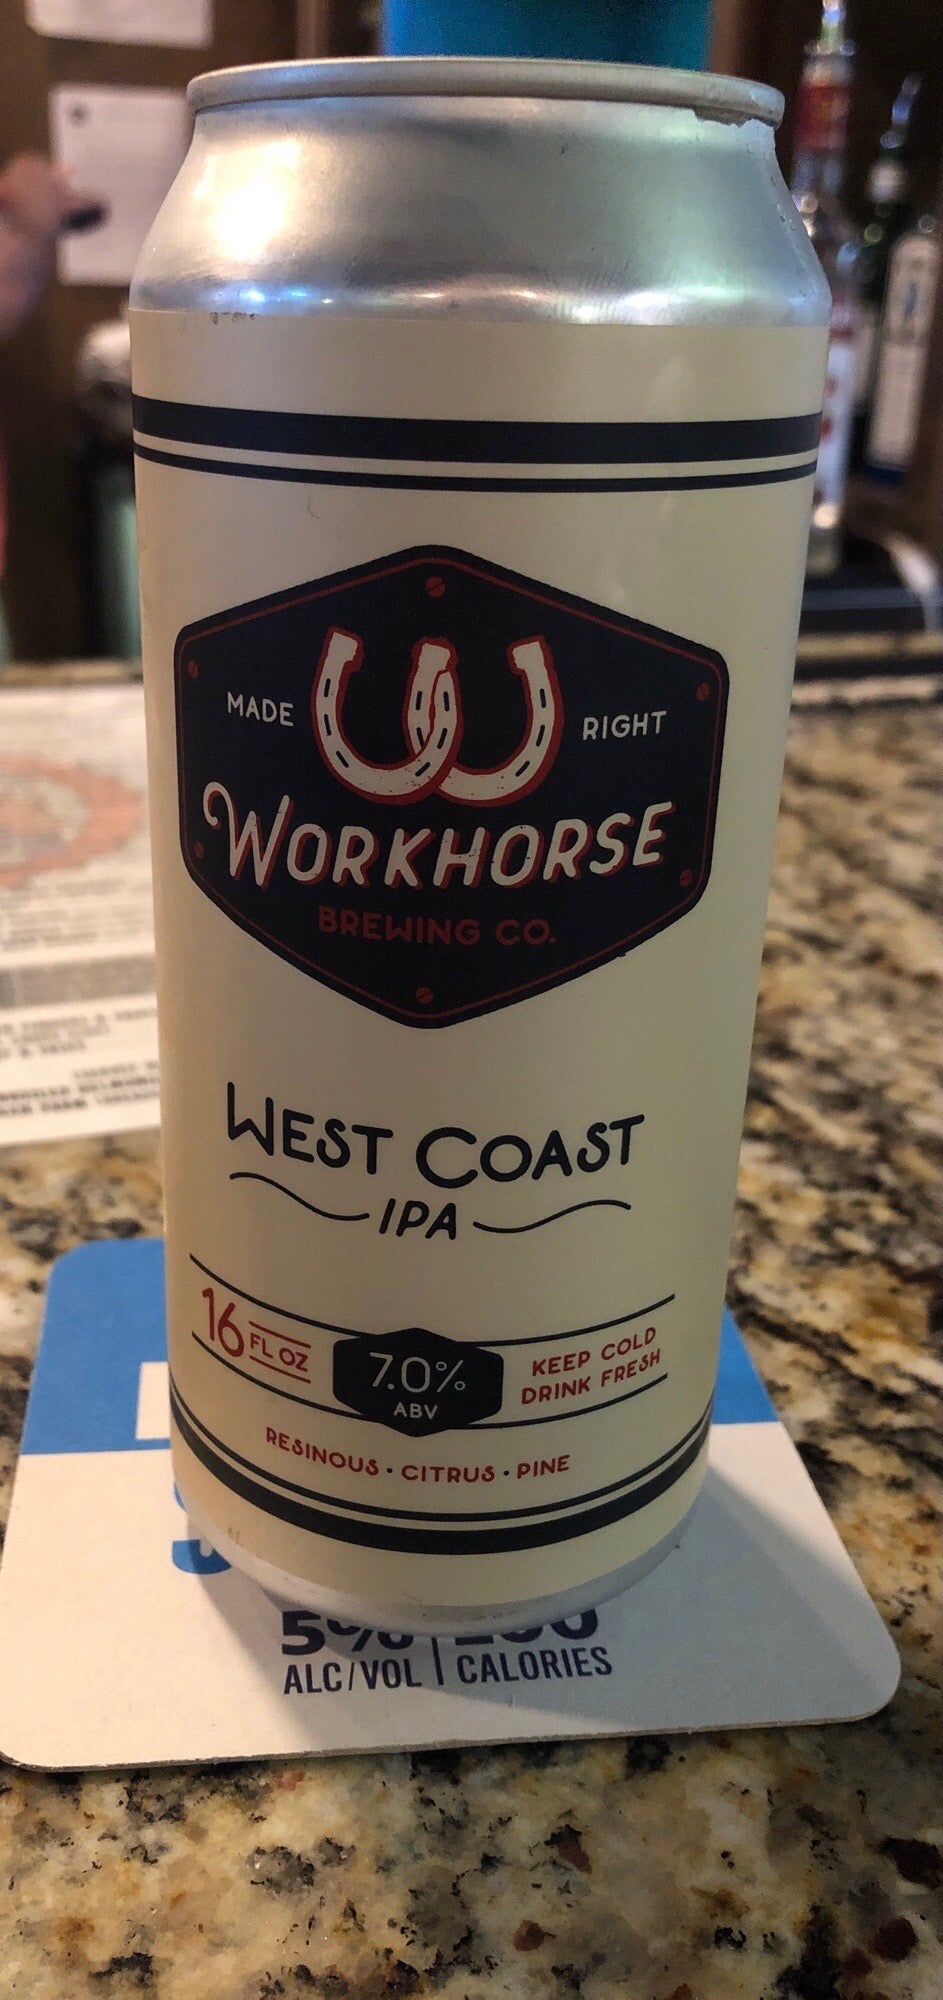 MADE RIGHT
WORKHORSE
BREWING CO.
WEST COAST
IPA
16 FL OZ
7.0%
ABV
KEEP COLD
DRINK FRESH
RESINOUS · CITRUS · PINE
5%
ALC/VOL | CALORIES